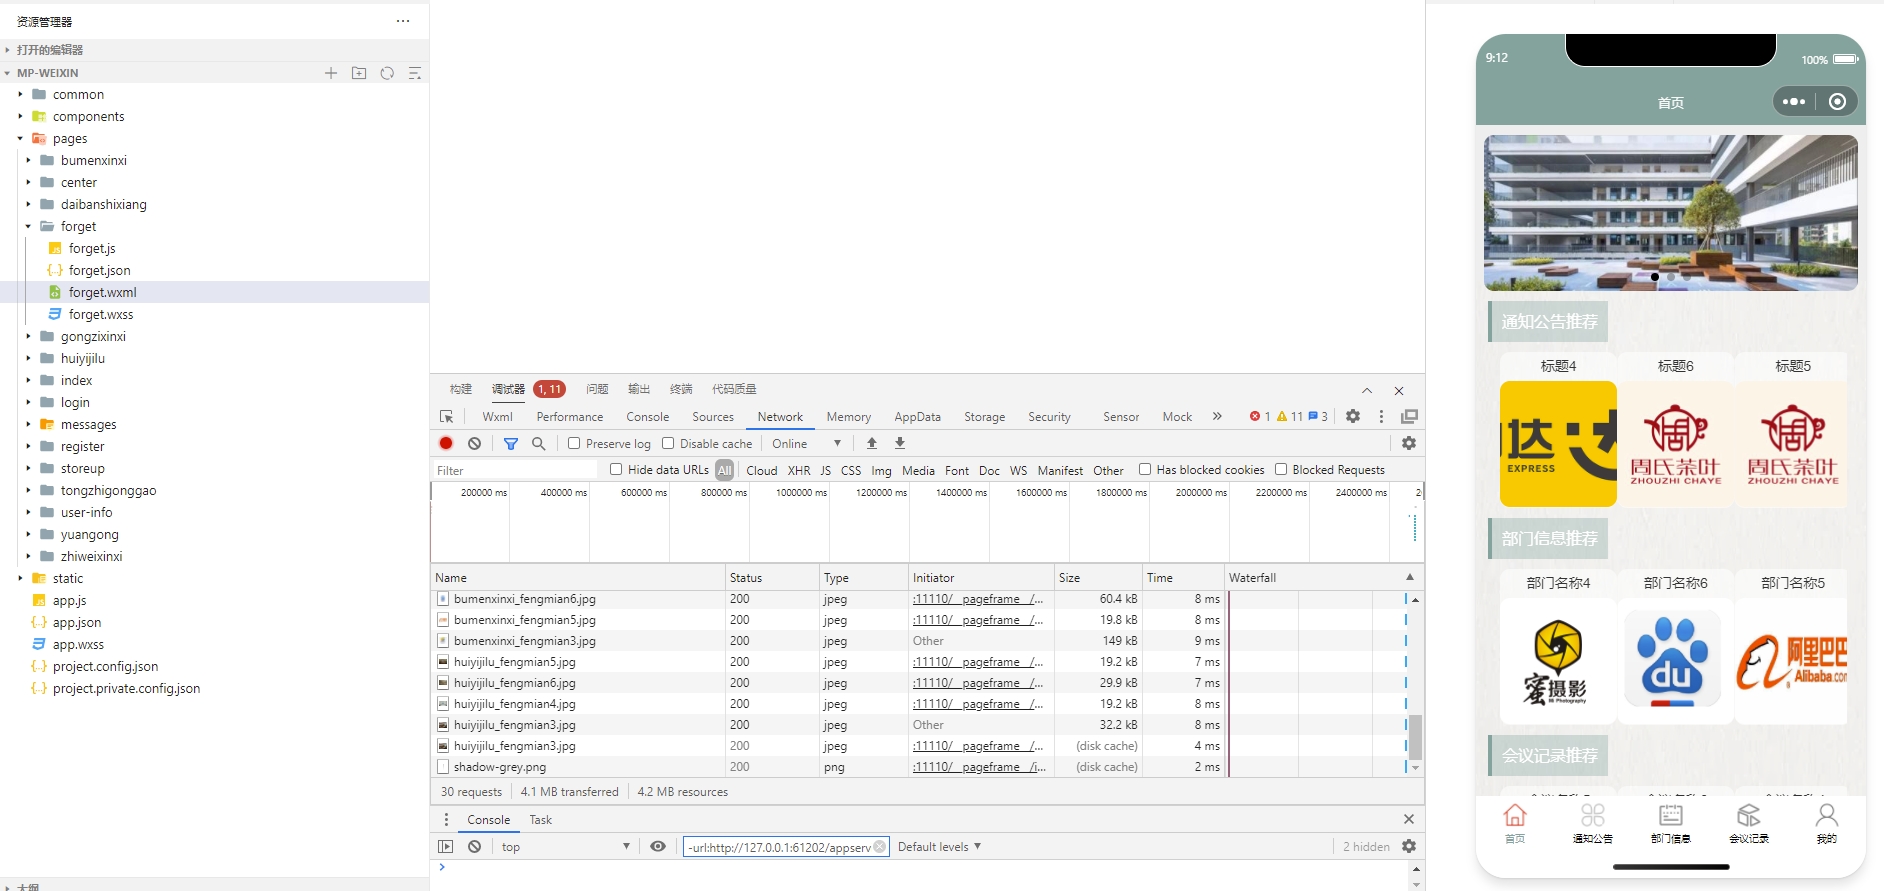 资源管理器
打开的编辑器
MP-WEIXIN
common
components
pages
bumenxinxi
center
daibanshixiang
forget
forget.js
forget.json
forget.wxml
forget.wxss
gongzixinxi
huiyijilu
index
login
messages
register
storeup
tongzhigonggao
user-info
yuangong
zhiweixinxi
static
app.js
app.json
app.wxss
project.config.json
project.private.config.json
大纲
构建 调试器 1, 11 问题 输出 终端 代码质量
Wxml Performance Console Sources Network Memory AppData Storage Security Sensor Mock 1 11 3
Preserve log Disable cache Online
Filter Hide data URLs All Cloud XHR JS CSS Img Media Font Doc WS Manifest Other Has blocked cookies Blocked Requests
200000 ms 400000 ms 600000 ms 800000 ms 1000000 ms 1200000 ms 1400000 ms 1600000 ms 1800000 ms 2000000 ms 2200000 ms 2400000 ms 2
Name Status Type Initiator Size Time Waterfall
bumenxinxi_fengmian6.jpg 200 jpeg :11110/__pageframe__/... 60.4 kB 8 ms
bumenxinxi_fengmian5.jpg 200 jpeg :11110/__pageframe__/... 19.8 kB 8 ms
bumenxinxi_fengmian3.jpg 200 jpeg Other 149 kB 9 ms
huiyijilu_fengmian5.jpg 200 jpeg :11110/__pageframe__/... 19.2 kB 7 ms
huiyijilu_fengmian6.jpg 200 jpeg :11110/__pageframe__/... 29.9 kB 7 ms
huiyijilu_fengmian4.jpg 200 jpeg :11110/__pageframe__/... 19.2 kB 8 ms
huiyijilu_fengmian3.jpg 200 jpeg Other 32.2 kB 8 ms
huiyijilu_fengmian3.jpg 200 jpeg :11110/__pageframe__/... (disk cache) 4 ms
shadow-grey.png 200 png :11110/__pageframe__/i... (disk cache) 2 ms
30 requests 4.1 MB transferred 4.2 MB resources
Console Task
top -url:http://127.0.0.1:61202/appserv Default levels 2 hidden
9:12 100%
首页
通知公告推荐
标题4 标题6 标题5
达 EXPRESS
周氏茶叶 周氏茶叶
ZHOUZHI CHAYE ZHOUZHI CHAYE
部门信息推荐
部门名称4 部门名称6 部门名称5
蜜摄影
Mi Photography
du
阿里巴巴
Alibaba.com
会议记录推荐
首页 通知公告 部门信息 会议记录 我的